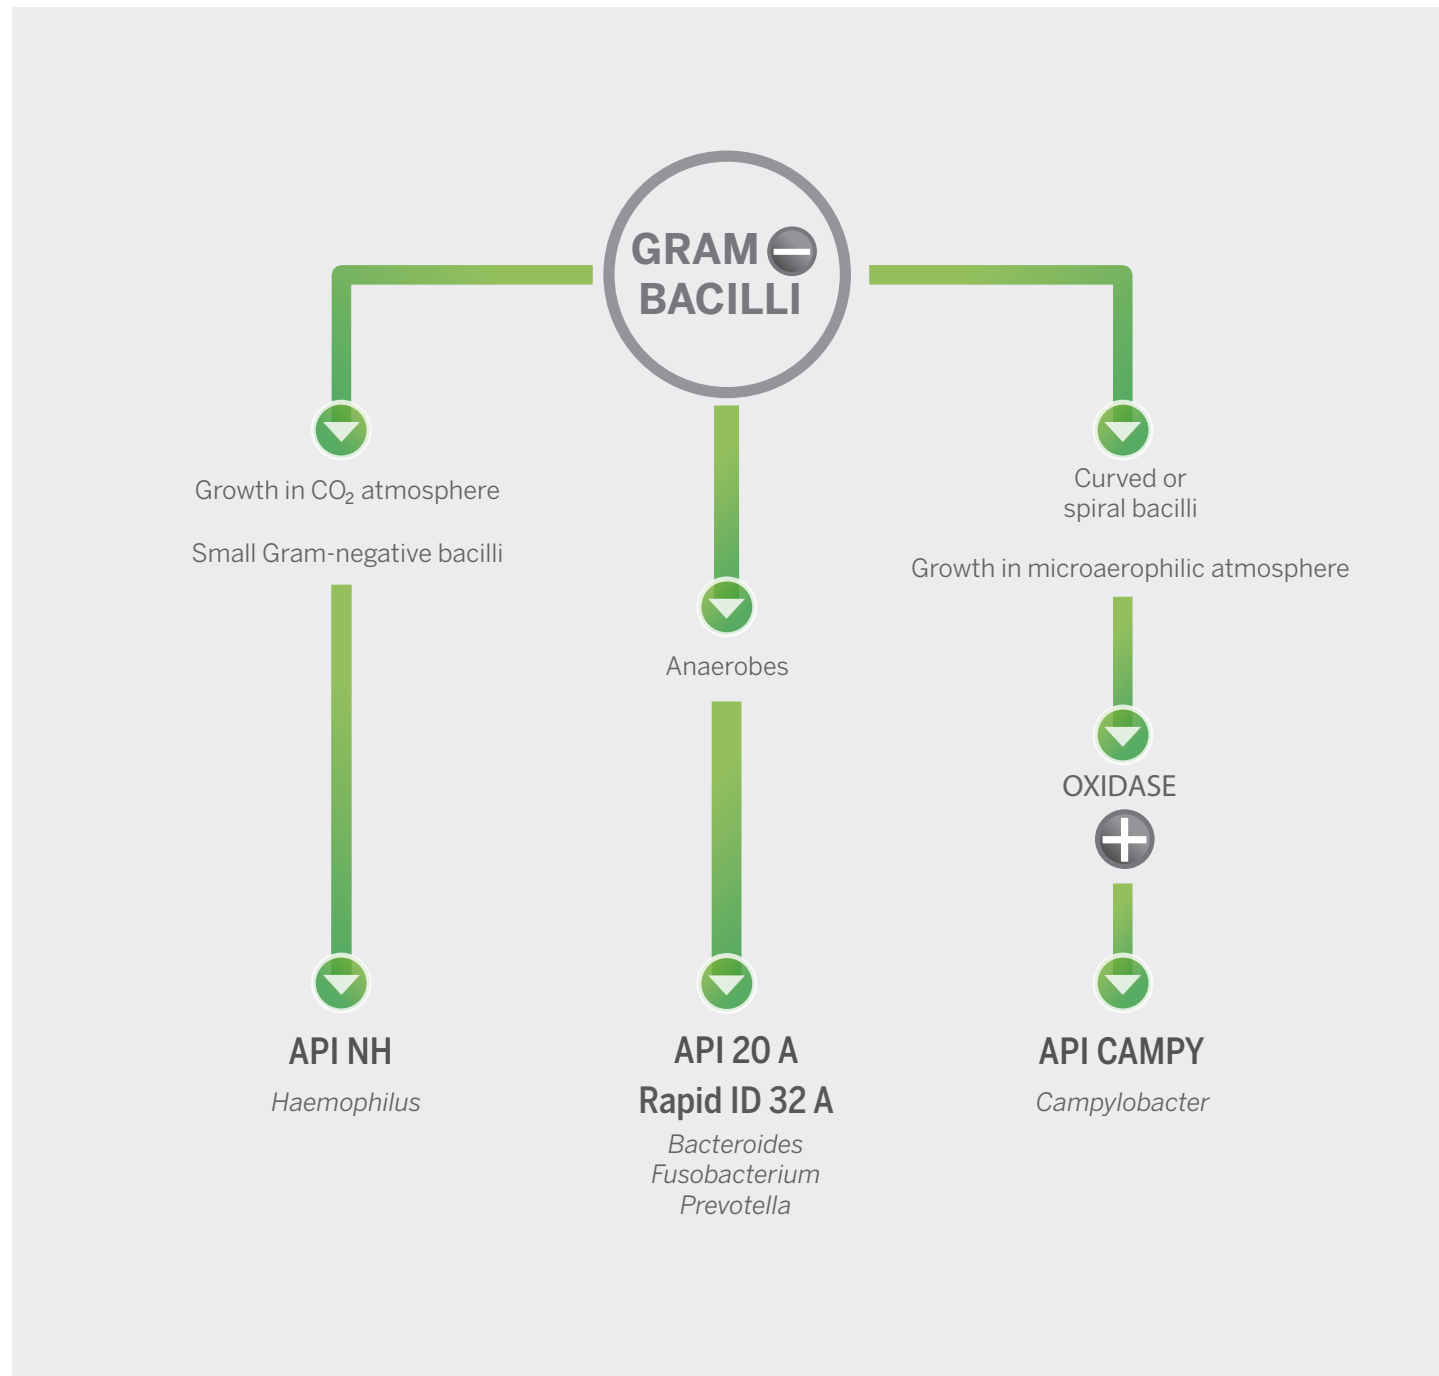 GRAM
BACILLI
Growth in CO₂ atmosphere
Small Gram-negative bacilli
API NH
Haemophilus
Anaerobes
API 20 A
Rapid ID 32 A
Bacteroides
Fusobacterium
Prevotella
Curved or
spiral bacilli
Growth in microaerophilic atmosphere
OXIDASE
API CAMPY
Campylobacter